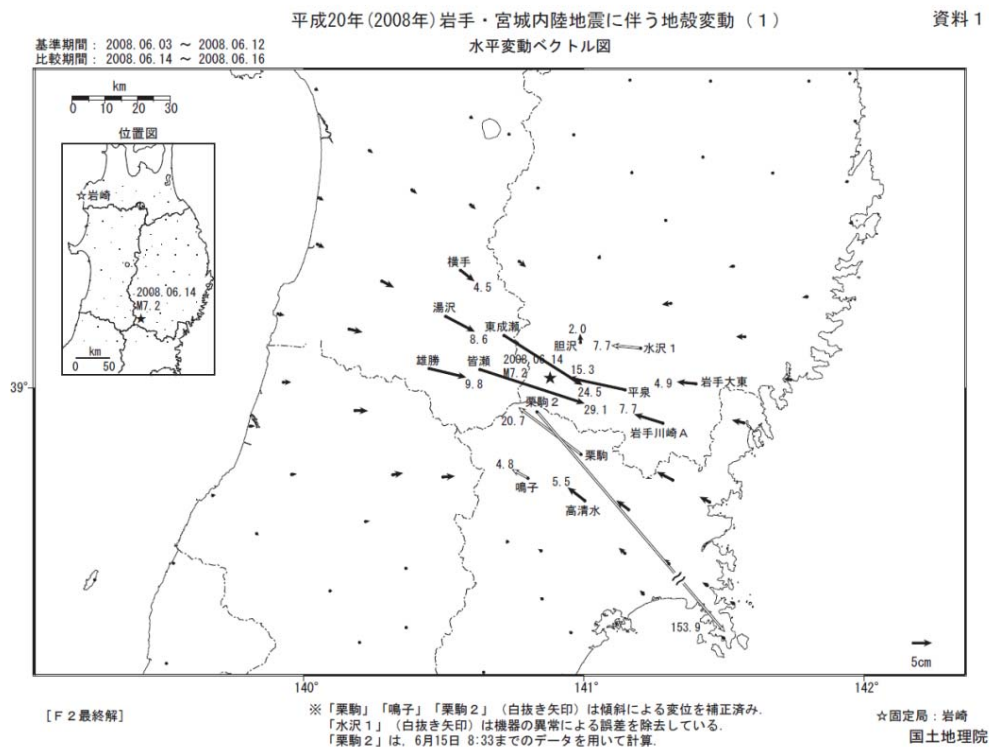 平成20年(2008年)岩手・宮城内陸地震に伴う地殻変動(1)
資料1
基準期間: 2008.06.03 ~ 2008.06.12
比較期間: 2008.06.14 ~ 2008.06.16
水平変動ベクトル図
km
0 10 20 30
位置図
☆岩崎
2008.06.14
M7.2
km
0 50
横手
4.5
湯沢
8.6
東成瀬
2.0
胆沢
7.7
水沢1
雄勝
9.8
皆瀬
2008.06.14
M7.2
15.3
24.5
平泉
4.9
岩手大東
39°
栗駒2
29.1
7.7
20.7
岩手川崎A
栗駒
4.8
鳴子
5.5
高清水
153.9
5cm
140°
141°
142°
[F2最終解]
※「栗駒」「鳴子」「栗駒2」(白抜き矢印)は傾斜による変位を補正済み.
「水沢1」(白抜き矢印)は機器の異常による誤差を除去している.
「栗駒2」は, 6月15日 8:33までのデータを用いて計算.
☆固定局:岩崎
国土地理院